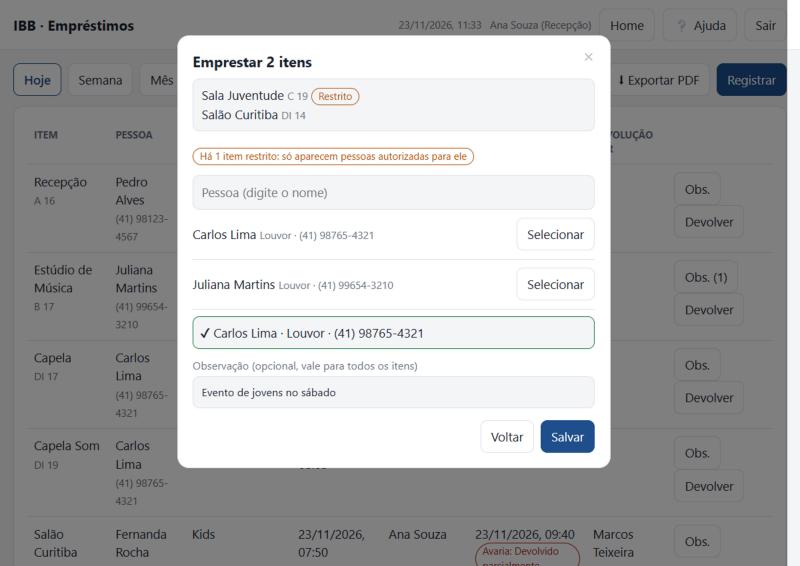 IBB · Empréstimos
23/11/2026, 11:33 Ana Souza (Recepção) Home ❔ Ajuda Sair
Hoje Semana Mês
⬇ Exportar PDF Registrar
Emprestar 2 itens ×
Sala Juventude C 19 Restrito
Salão Curitiba DI 14
Há 1 item restrito: só aparecem pessoas autorizadas para ele
Pessoa (digite o nome)
Carlos Lima Louvor · (41) 98765-4321 Selecionar
Juliana Martins Louvor · (41) 99654-3210 Selecionar
✓ Carlos Lima · Louvor · (41) 98765-4321
Observação (opcional, vale para todos os itens)
Evento de jovens no sábado
Voltar Salvar
ITEM PESSOA
Recepção
A 16
Pedro
Alves
(41) 98123-
4567
Obs.
Devolver
Estúdio de
Música
B 17
Juliana
Martins
(41) 99654-
3210
Obs. (1)
Devolver
Capela
DI 17
Carlos
Lima
(41) 98765-
4321
Obs.
Devolver
Capela Som
DI 19
Carlos
Lima
(41) 98765-
4321
Obs.
Devolver
Salão
Curitiba
Fernanda
Rocha
Kids
23/11/2026,
07:50
Ana Souza
23/11/2026, 09:40
Avaria: Devolvido
Marcos
Teixeira
Obs.